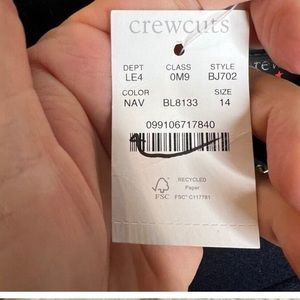 crewcuts
DEPT CLASS STYLE
LE4 0M9 BJ702
COLOR SIZE
NAV BL8133 14
099106717840
RECYCLED
Paper
FSC FSC® C117781